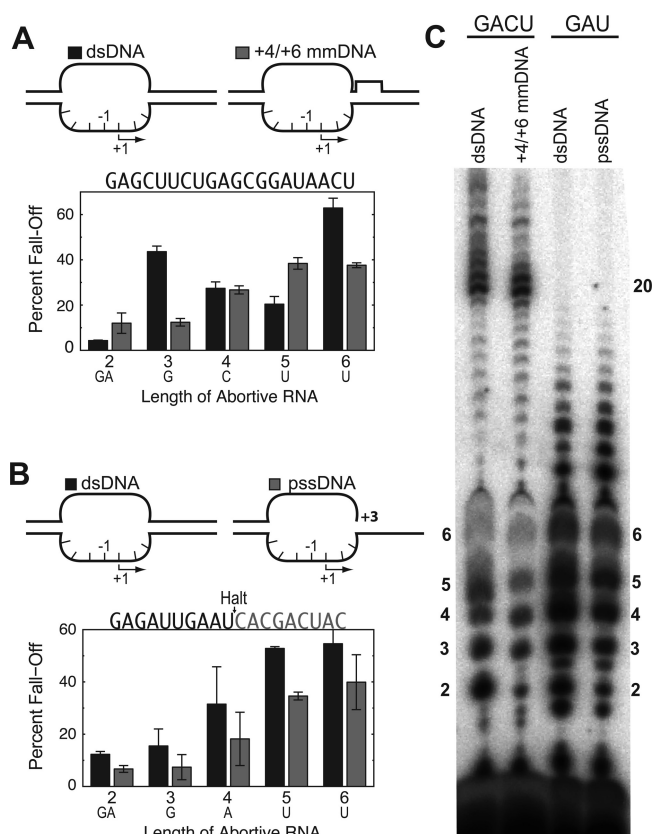 A
dsDNA
+4/+6 mmDNA
-1
+1
-1
+1
GAGCUUCUGAGCGGAUAACU
Percent Fall-Off
60
40
20
0
2 3 4 5 6
GA G C U U
Length of Abortive RNA
B
dsDNA
pssDNA
-1
+1
-1
+1
+3
Halt
GAGAUUGAAUCACGACUAC
Percent Fall-Off
60
40
20
0
2 3 4 5 6
GA G A U U
Length of Abortive RNA
C
GACU GAU
dsDNA
+4/+6 mmDNA
dsDNA
pssDNA
20
6 6
5 5
4 4
3 3
2 2